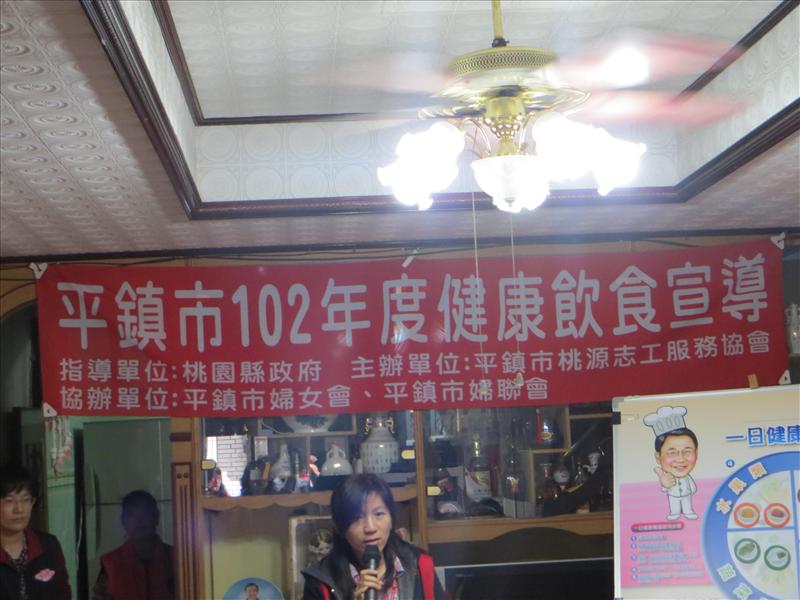 平鎮市102年度健康飲食宣導
指導單位:桃園縣政府 主辦單位:平鎮市桃源志工服務協會
協辦單位:平鎮市婦女會、平鎮市婦聯會
一日健康